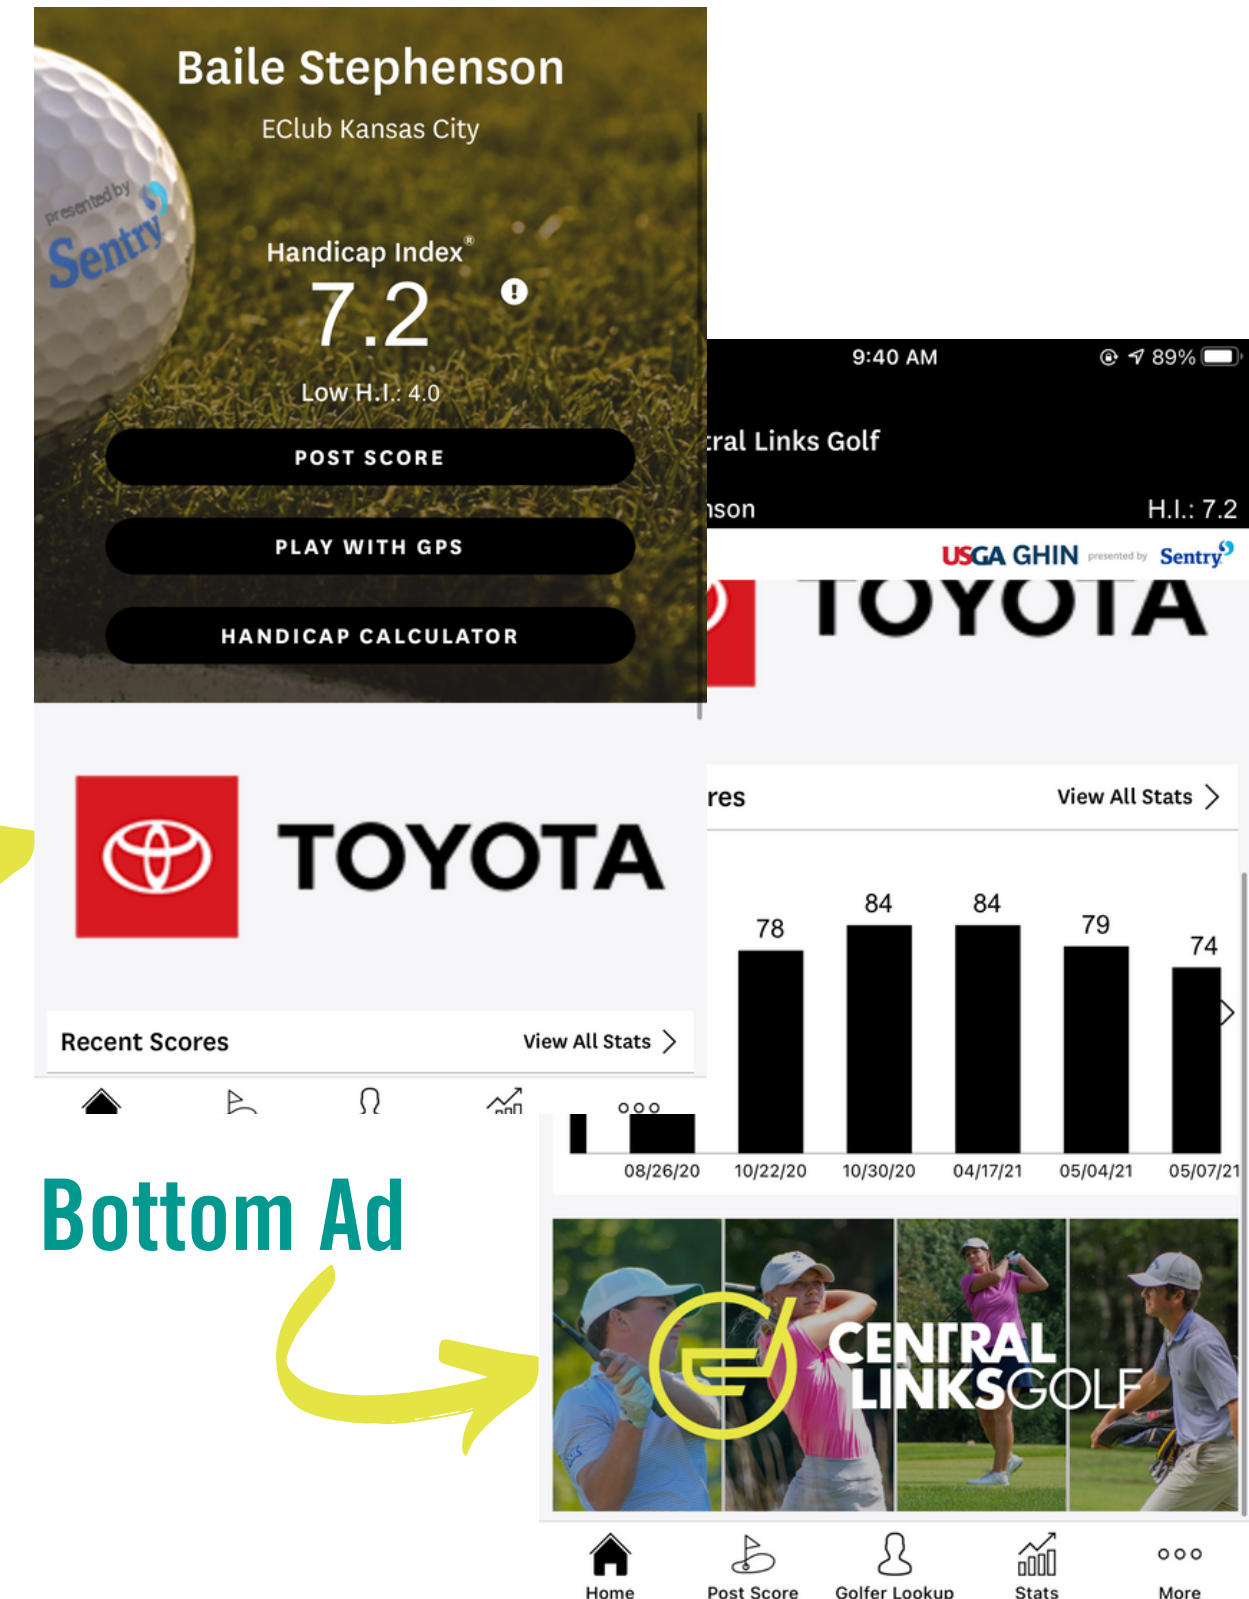 Baile Stephenson
EClub Kansas City
presented by
Sentry
Handicap Index®
7.2
Low H.I.: 4.0
POST SCORE
PLAY WITH GPS
HANDICAP CALCULATOR
TOYOTA
Recent Scores
View All Stats
9:40 AM
89%
tral Links Golf
nson
H.I.: 7.2
USGA GHIN presented by Sentry
TOYOTA
res
View All Stats
78
84
84
79
74
08/26/20
10/22/20
10/30/20
04/17/21
05/04/21
05/07/21
Bottom Ad
CENTRAL
LINKSGOLF
Home
Post Score
Golfer Lookup
Stats
More